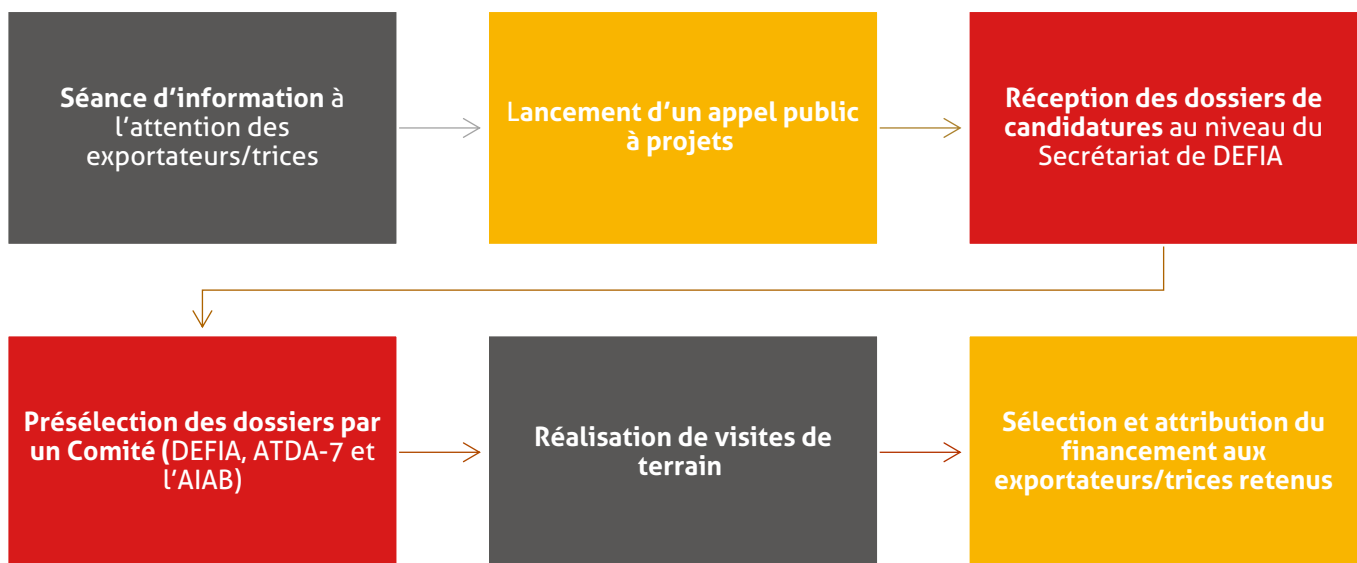 Séance d’information à
l’attention des
exportateurs/trices
Lancement d’un appel public
à projets
Réception des dossiers de
candidatures au niveau du
Secrétariat de DEFIA
Présélection des dossiers par
un Comité (DEFIA, ATDA-7 et
l’AIAB)
Réalisation de visites de
terrain
Sélection et attribution du
financement aux
exportateurs/trices retenus